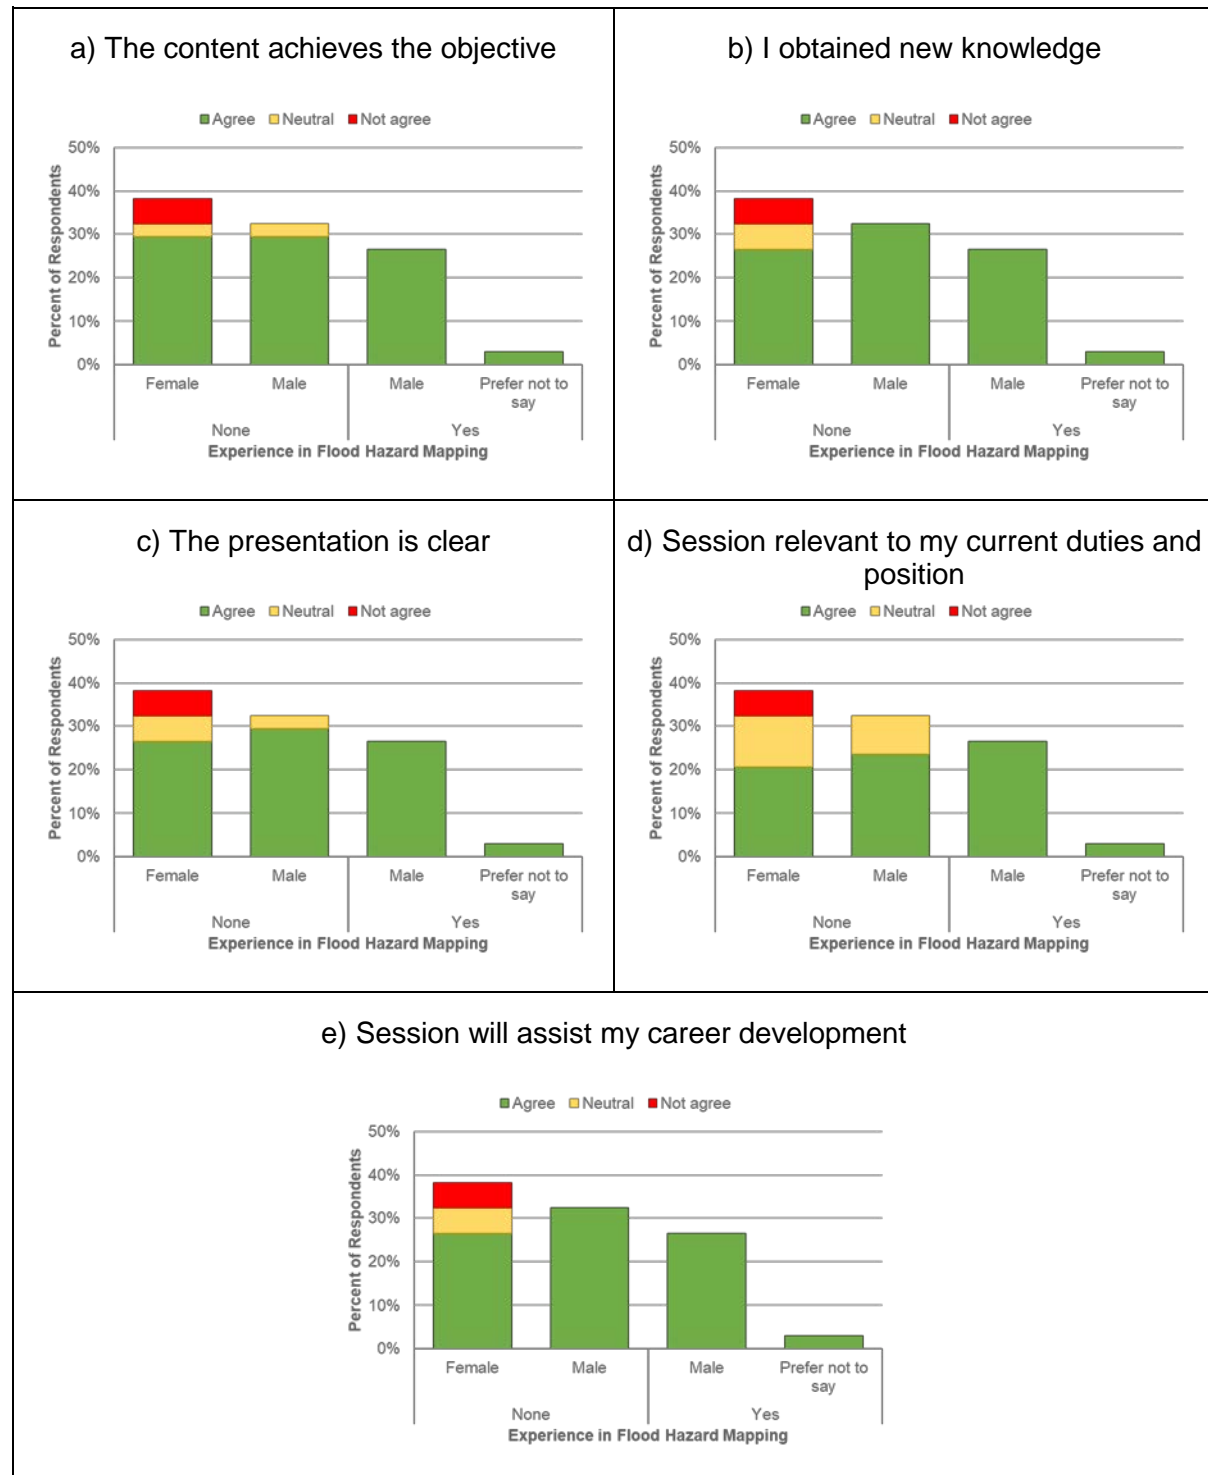 a) The content achieves the objective
Agree Neutral Not agree
Percent of Respondents
50%
40%
30%
20%
10%
0%
Female Male Male Prefer not to
say
None Yes
Experience in Flood Hazard Mapping
b) I obtained new knowledge
Agree Neutral Not agree
Percent of Respondents
50%
40%
30%
20%
10%
0%
Female Male Male Prefer not to
say
None Yes
Experience in Flood Hazard Mapping
c) The presentation is clear
Agree Neutral Not agree
Percent of Respondents
50%
40%
30%
20%
10%
0%
Female Male Male Prefer not to
say
None Yes
Experience in Flood Hazard Mapping
d) Session relevant to my current duties and
position
Agree Neutral Not agree
Percent of Respondents
50%
40%
30%
20%
10%
0%
Female Male Male Prefer not to
say
None Yes
Experience in Flood Hazard Mapping
e) Session will assist my career development
Agree Neutral Not agree
Percent of Respondents
50%
40%
30%
20%
10%
0%
Female Male Male Prefer not to
say
None Yes
Experience in Flood Hazard Mapping